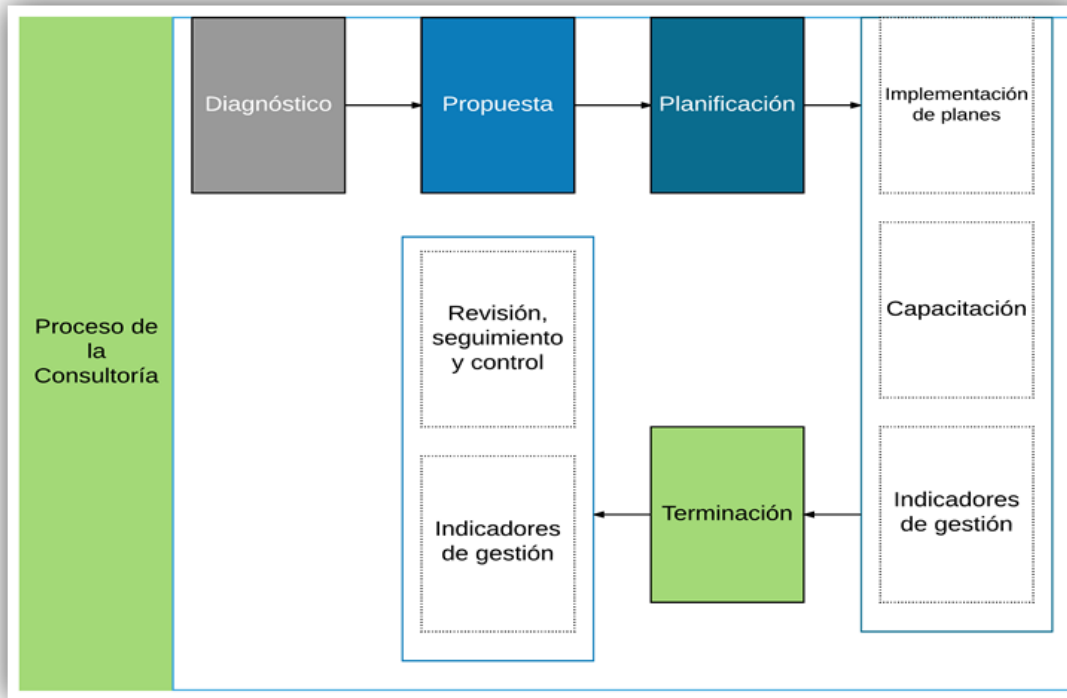 Proceso de
la
Consultoría
Diagnóstico
Propuesta
Planificación
Implementación
de planes
Capacitación
Indicadores
de gestión
Terminación
Revisión,
seguimiento
y control
Indicadores
de gestión